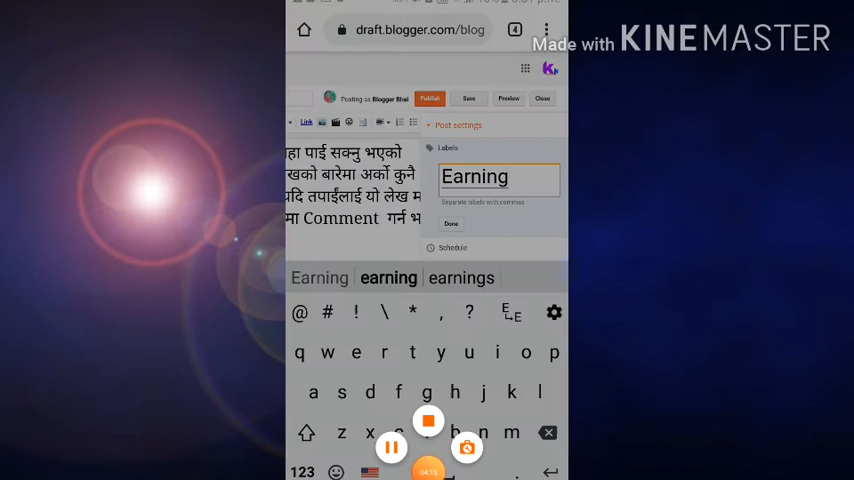 draft.blogger.com/blog
4
Made with KINEMASTER
Posting as Blogger Bhai
Publish
Save
Preview
Close
Link
Post settings
हा पाई सक्नु भएको
खको बारेमा अर्को कुनै
यदि तपाईंलाई यो लेख म
मा Comment गर्न भ
Labels
Earning
Separate labels with commas
Done
Schedule
Earning earning earnings
@ # ! \ * , ?
q w e r t y u i o p
a s d f g h j k l
z x b n m
123
04:15